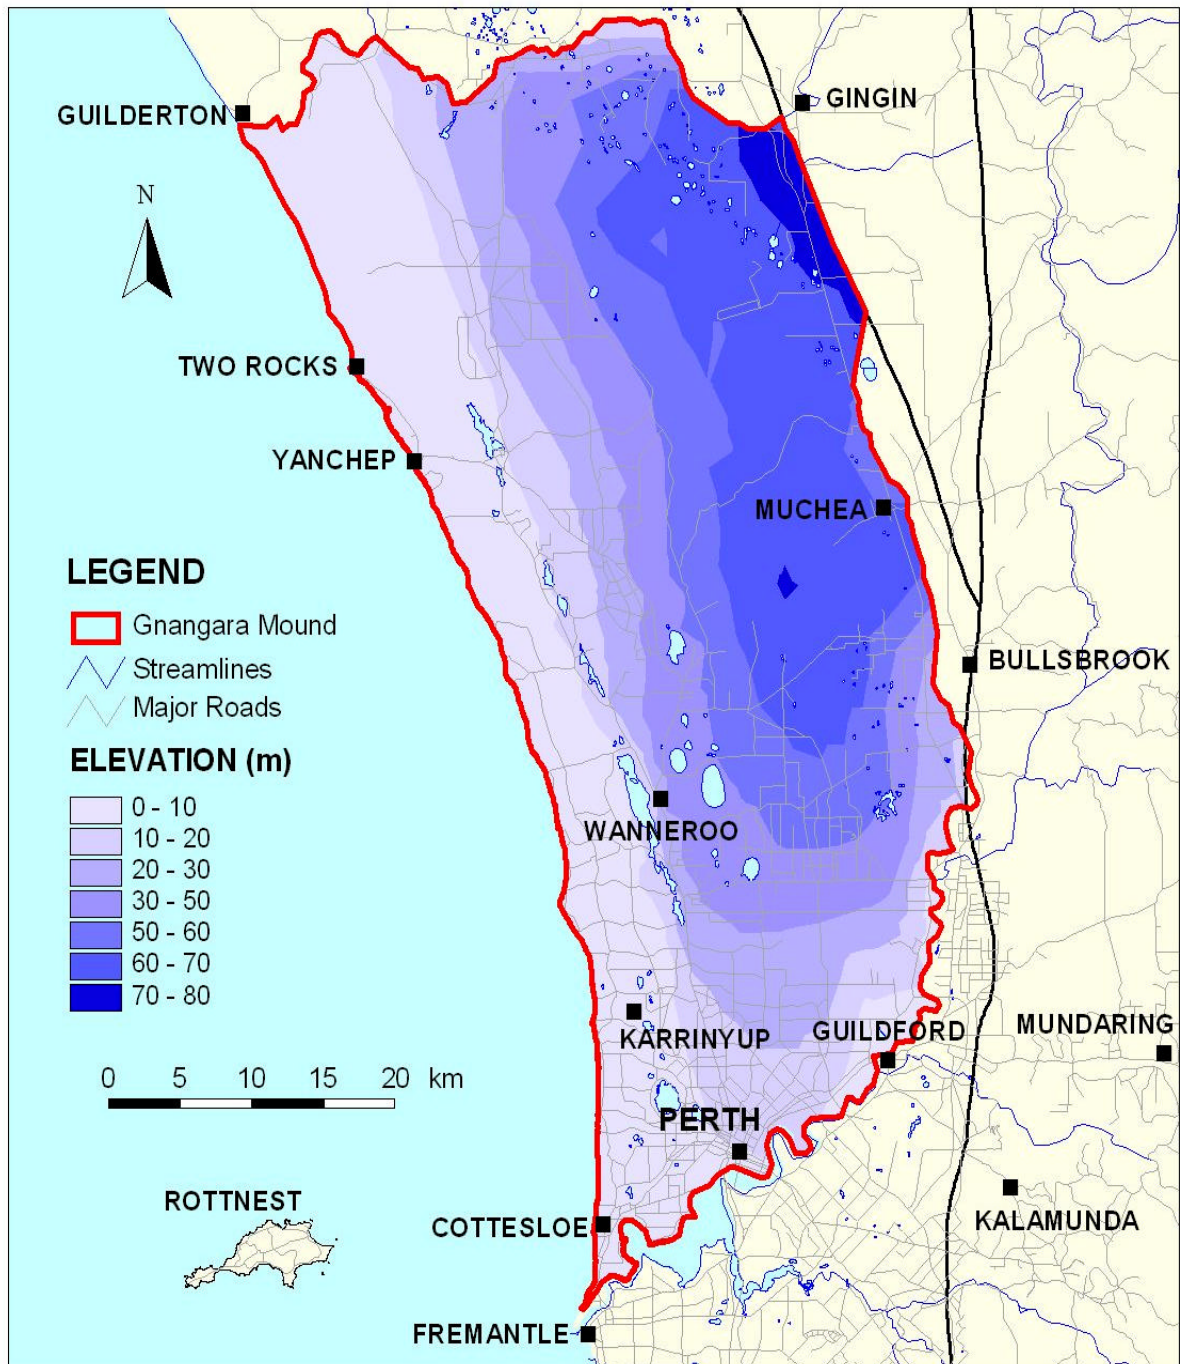 GUILDERTON
GINGIN
N
TWO ROCKS
YANCHEP
MUCHEA
LEGEND
Gnangara Mound
Streamlines
Major Roads
BULLSBROOK
ELEVATION (m)
0 - 10
10 - 20
20 - 30
30 - 50
50 - 60
60 - 70
70 - 80
WANNEROO
KARRINYUP
GUILDFORD
MUNDARING
0 5 10 15 20 km
PERTH
ROTTNEST
COTTESLOE
KALAMUNDA
FREMANTLE